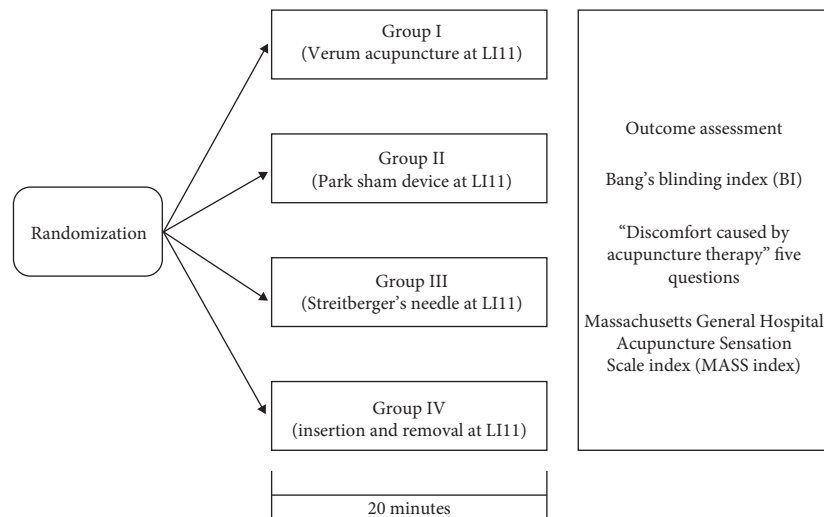 Randomization
Group I
(Verum acupuncture at LI11)
Group II
(Park sham device at LI11)
Group III
(Streitberger's needle at LI11)
Group IV
(insertion and removal at LI11)
20 minutes
Outcome assessment
Bang's blinding index (BI)
“Discomfort caused by
acupuncture therapy” five
questions
Massachusetts General Hospital
Acupuncture Sensation
Scale index (MASS index)